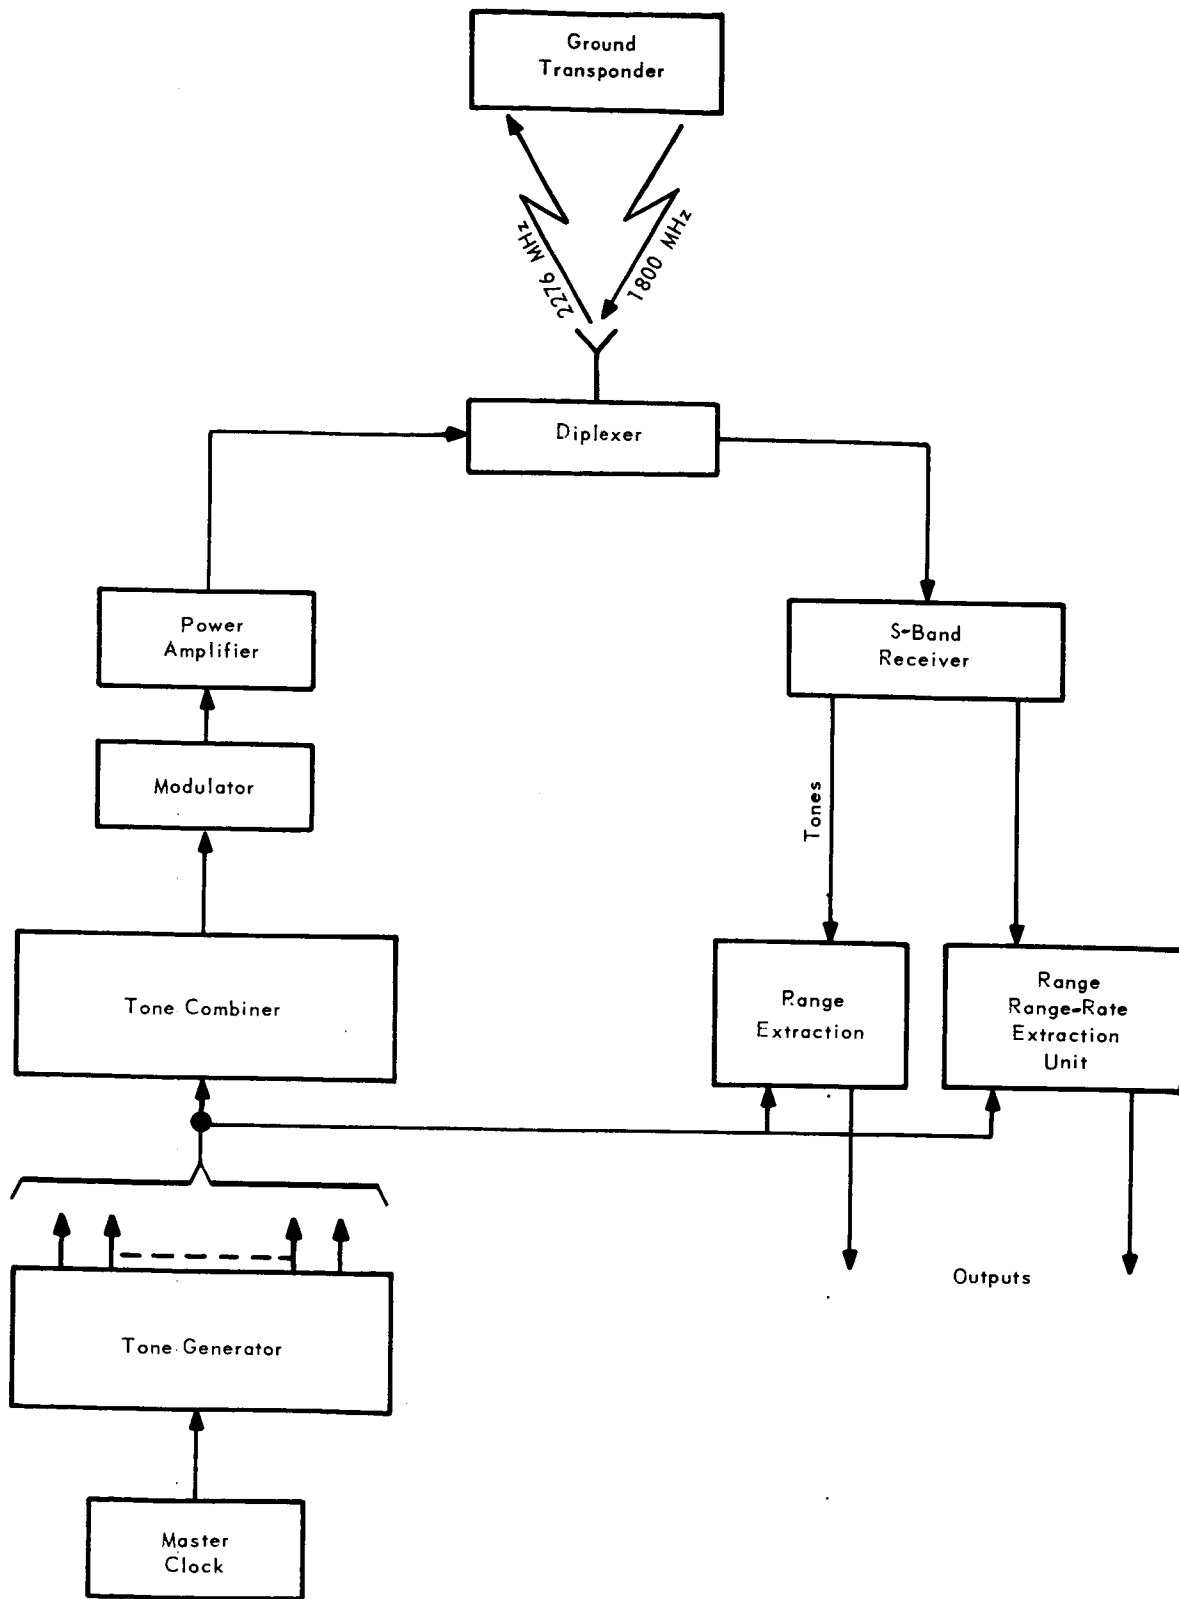 Ground
Transponder
2276 MHz
1800 MHz
Diplexer
Power
Amplifier
S-Band
Receiver
Modulator
Tones
Tone Combiner
Range
Extraction
Range
Range-Rate
Extraction
Unit
Outputs
Tone Generator
Master
Clock